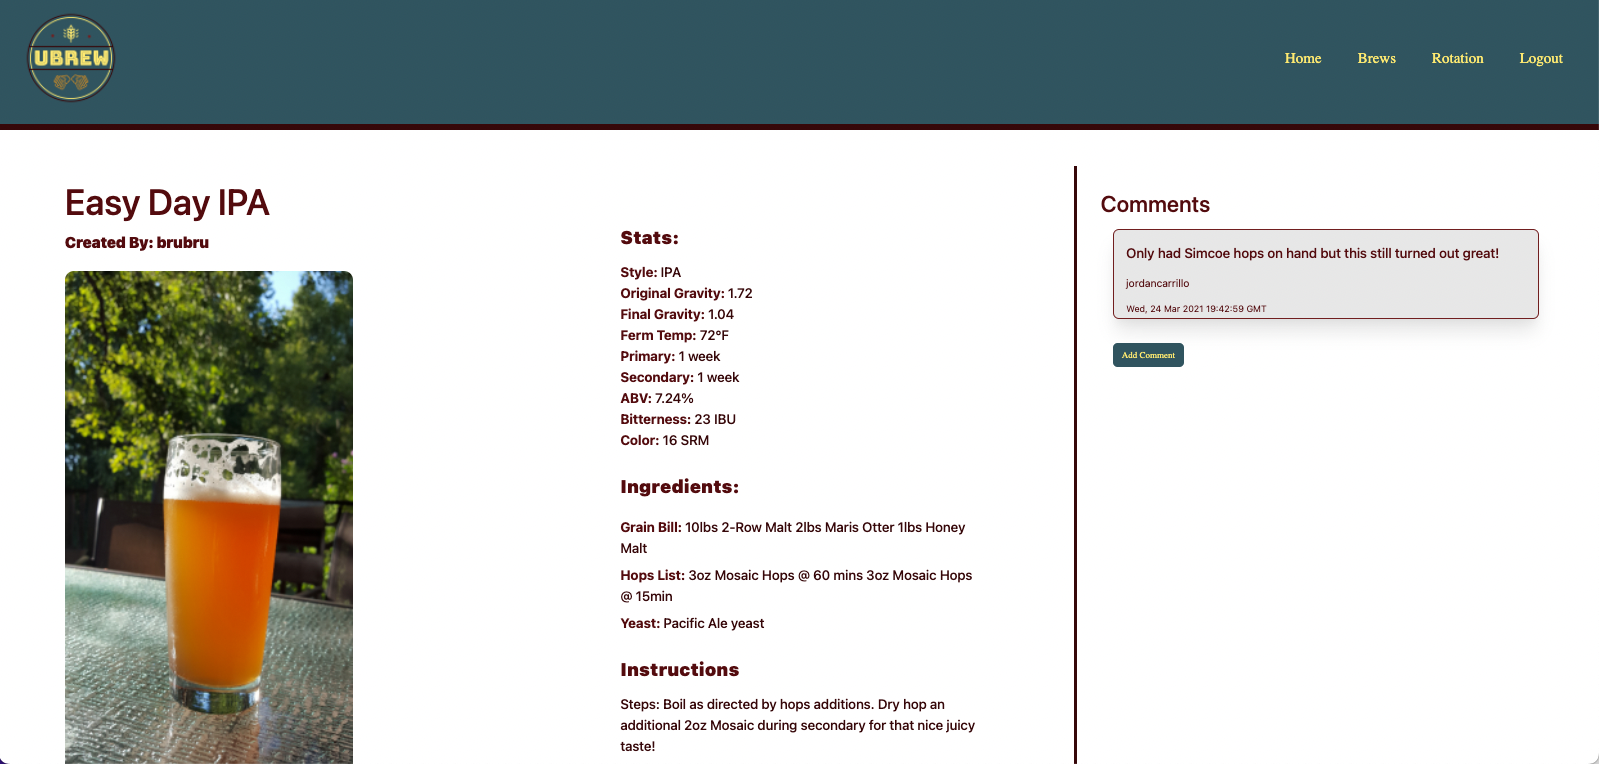 UBREW
Home
Brews
Rotation
Logout
Easy Day IPA
Created By: brubru
Stats:
Style: IPA
Original Gravity: 1.72
Final Gravity: 1.04
Ferm Temp: 72°F
Primary: 1 week
Secondary: 1 week
ABV: 7.24%
Bitterness: 23 IBU
Color: 16 SRM
Ingredients:
Grain Bill: 10lbs 2-Row Malt 2lbs Maris Otter 1lbs Honey
Malt
Hops List: 3oz Mosaic Hops @ 60 mins 3oz Mosaic Hops
@ 15min
Yeast: Pacific Ale yeast
Instructions
Steps: Boil as directed by hops additions. Dry hop an
additional 2oz Mosaic during secondary for that nice juicy
taste!
Comments
Only had Simcoe hops on hand but this still turned out great!
jordancarrillo
Wed, 24 Mar 2021 19:42:59 GMT
Add Comment